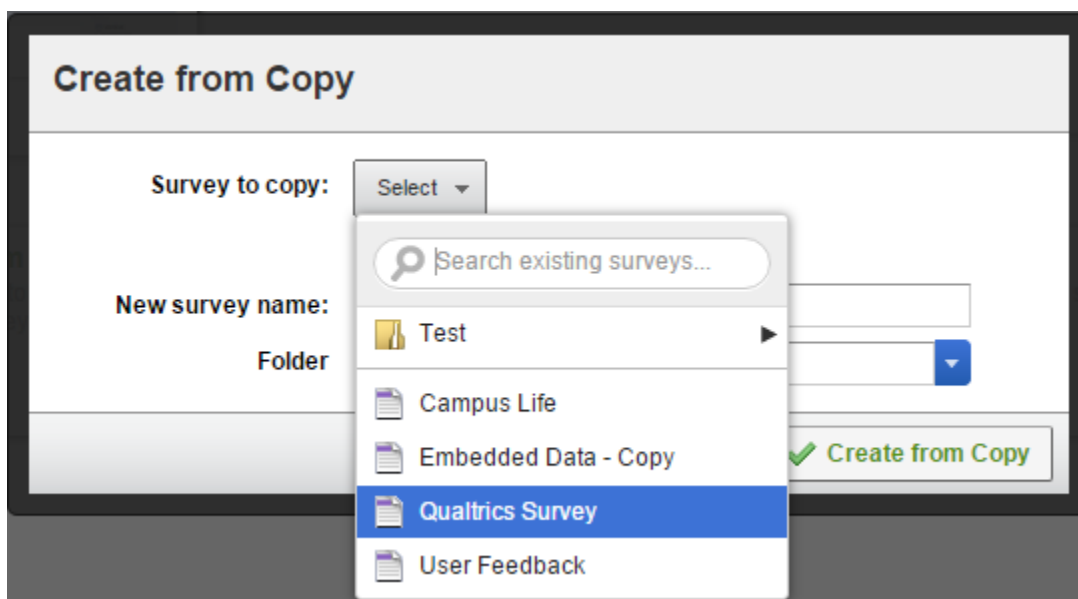 Create from Copy
Survey to copy:
Select
Search existing surveys...
New survey name:
Test
Folder
Campus Life
Embedded Data - Copy
Create from Copy
Qualtrics Survey
User Feedback